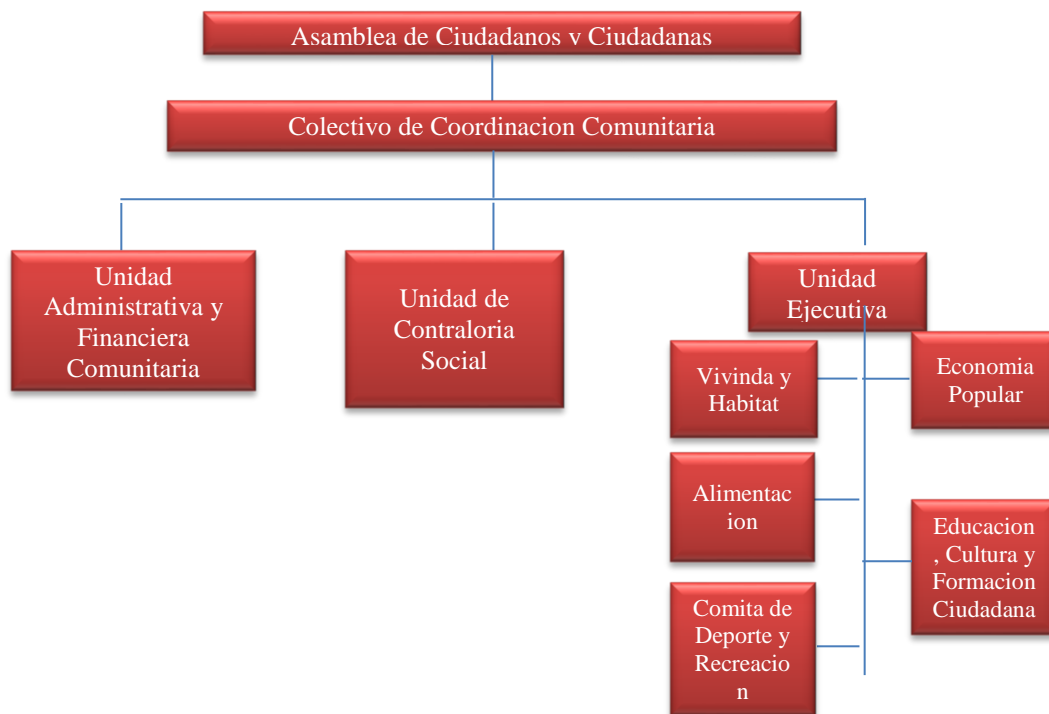 Asamblea de Ciudadanos v Ciudadanas
Colectivo de Coordinacion Comunitaria
Unidad
Administrativa y
Financiera
Comunitaria
Unidad de
Contraloria
Social
Unidad
Ejecutiva
Vivinda y
Habitat
Economia
Popular
Alimentac
ion
Educacion
, Cultura y
Formacion
Ciudadana
Comita de
Deporte y
Recreacio
n